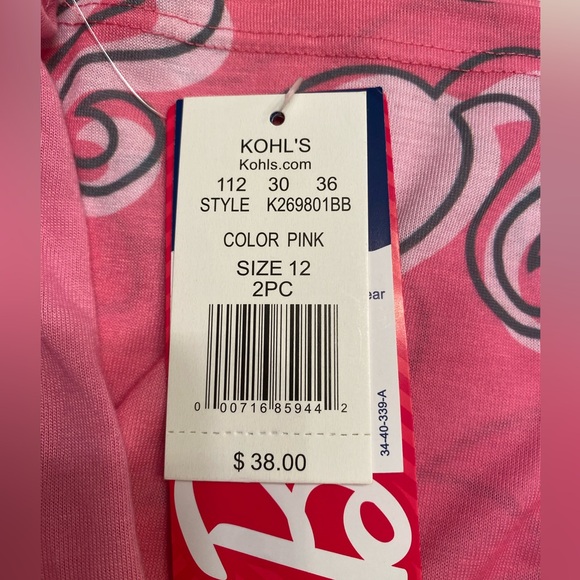 KOHL'S
Kohls.com
112 30 36
STYLE K269801BB
COLOR PINK
SIZE 12
2PC
0 00716 85944 2
$ 38.00
34-40-339-A